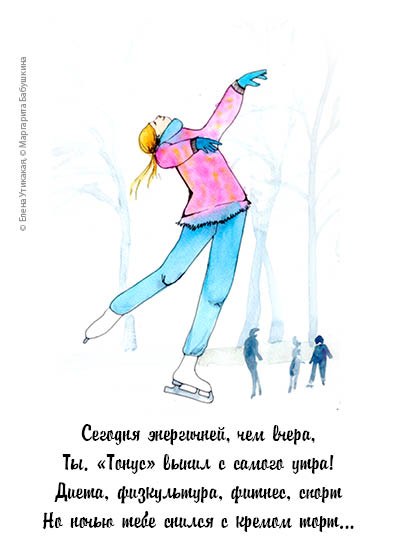 © Елена Утикакая, © Маргарита Бабушкина
Сегодня энергичней, чем вчера,
Ты. «Тонус» выпил с самого утра!
Диета, физкультура, фитнес, спорт
Но ночью тебе снился с кремом торт...